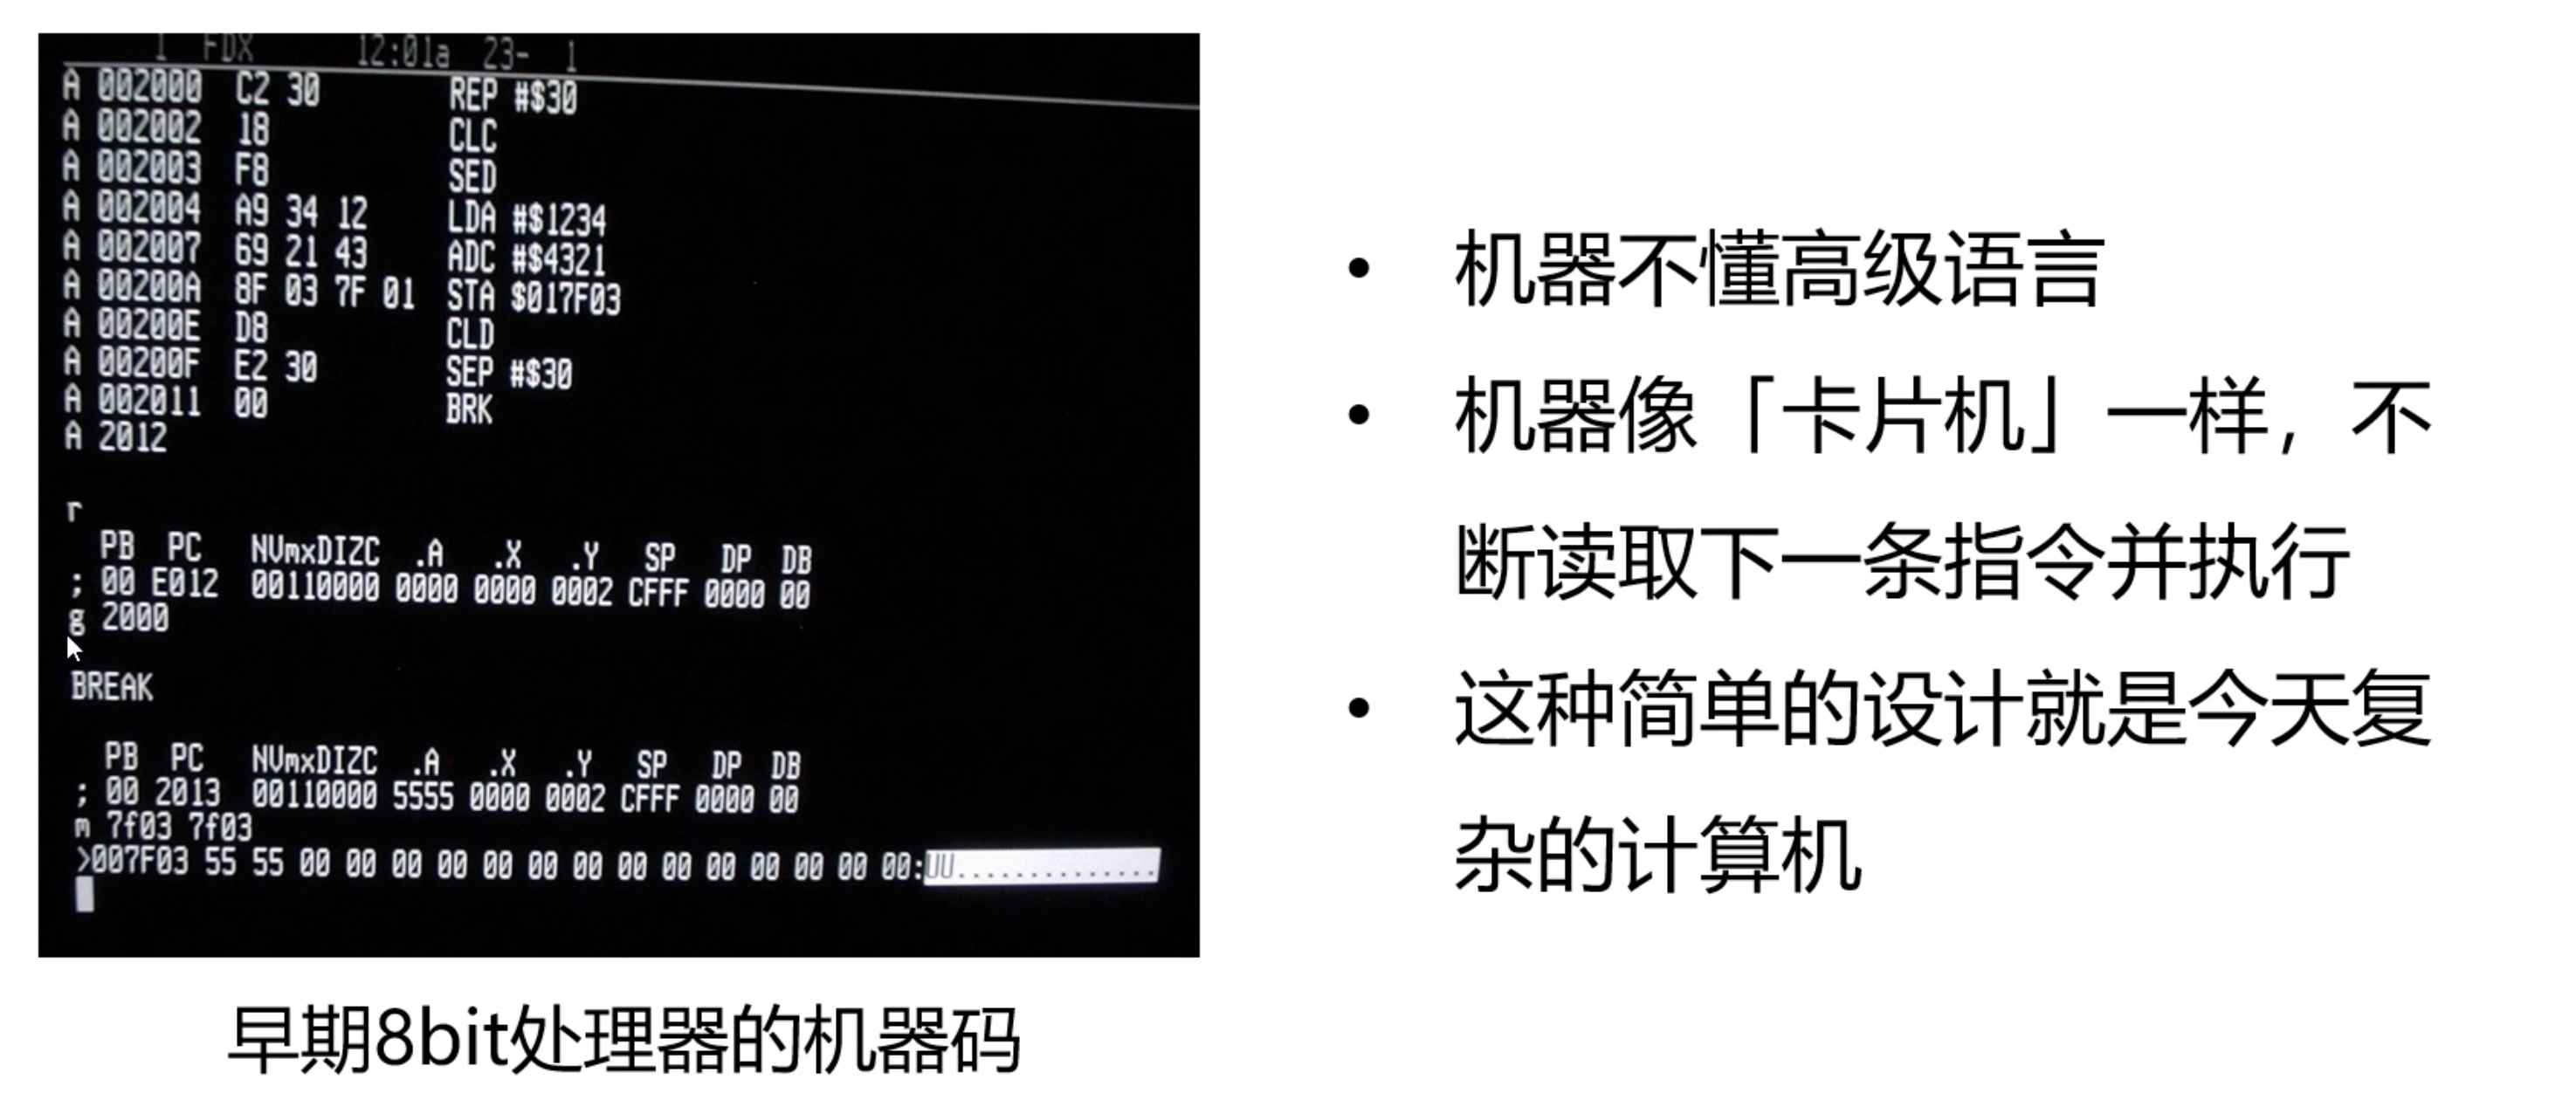 1 FDX 12:01a 23- 1
A 002000 C2 30 REP #$30
A 002002 18 CLC
A 002003 F8 SED
A 002004 A9 34 12 LDA #$1234
A 002007 69 21 43 ADC #$4321
A 00200A 8F 03 7F 01 STA $017F03
A 00200E D8 CLD
A 00200F E2 30 SEP #$30
A 002011 00 BRK
A 2012
r
PB PC NVmxDIZC .A .X .Y SP DP DB
; 00 E012 00110000 0000 0000 0002 CFFF 0000 00
g 2000
BREAK
PB PC NVmxDIZC .A .X .Y SP DP DB
; 00 2013 00110000 5555 0000 0002 CFFF 0000 00
m 7f03 7f03
>007F03 55 55 00 00 00 00 00 00 00 00 00 00 00 00 00 00:UU..............
早期8bit处理器的机器码
• 机器不懂高级语言
• 机器像「卡片机」一样，不
断读取下一条指令并执行
• 这种简单的设计就是今天复
杂的计算机